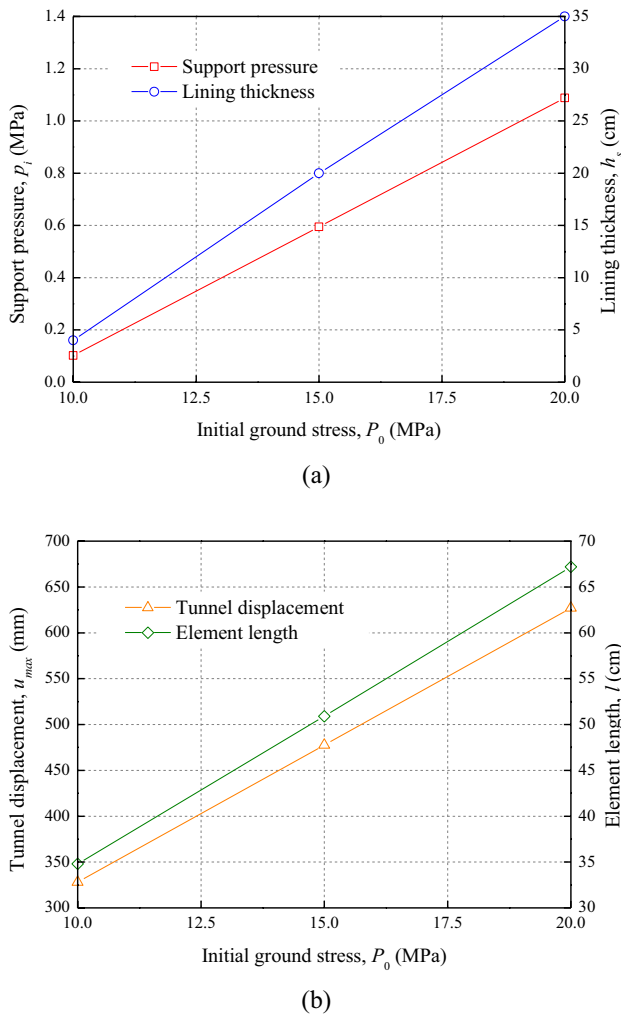 1.4
1.2
1.0
0.8
0.6
0.4
0.2
0.0
Support pressure, p_i (MPa)
Support pressure
Lining thickness
35
30
25
20
15
10
5
0
Lining thickness, h_s (cm)
10.0 12.5 15.0 17.5 20.0
Initial ground stress, P_0 (MPa)
(a)
700
650
600
550
500
450
400
350
300
Tunnel displacement, u_max (mm)
Tunnel displacement
Element length
70
65
60
55
50
45
40
35
30
Element length, l (cm)
10.0 12.5 15.0 17.5 20.0
Initial ground stress, P_0 (MPa)
(b)